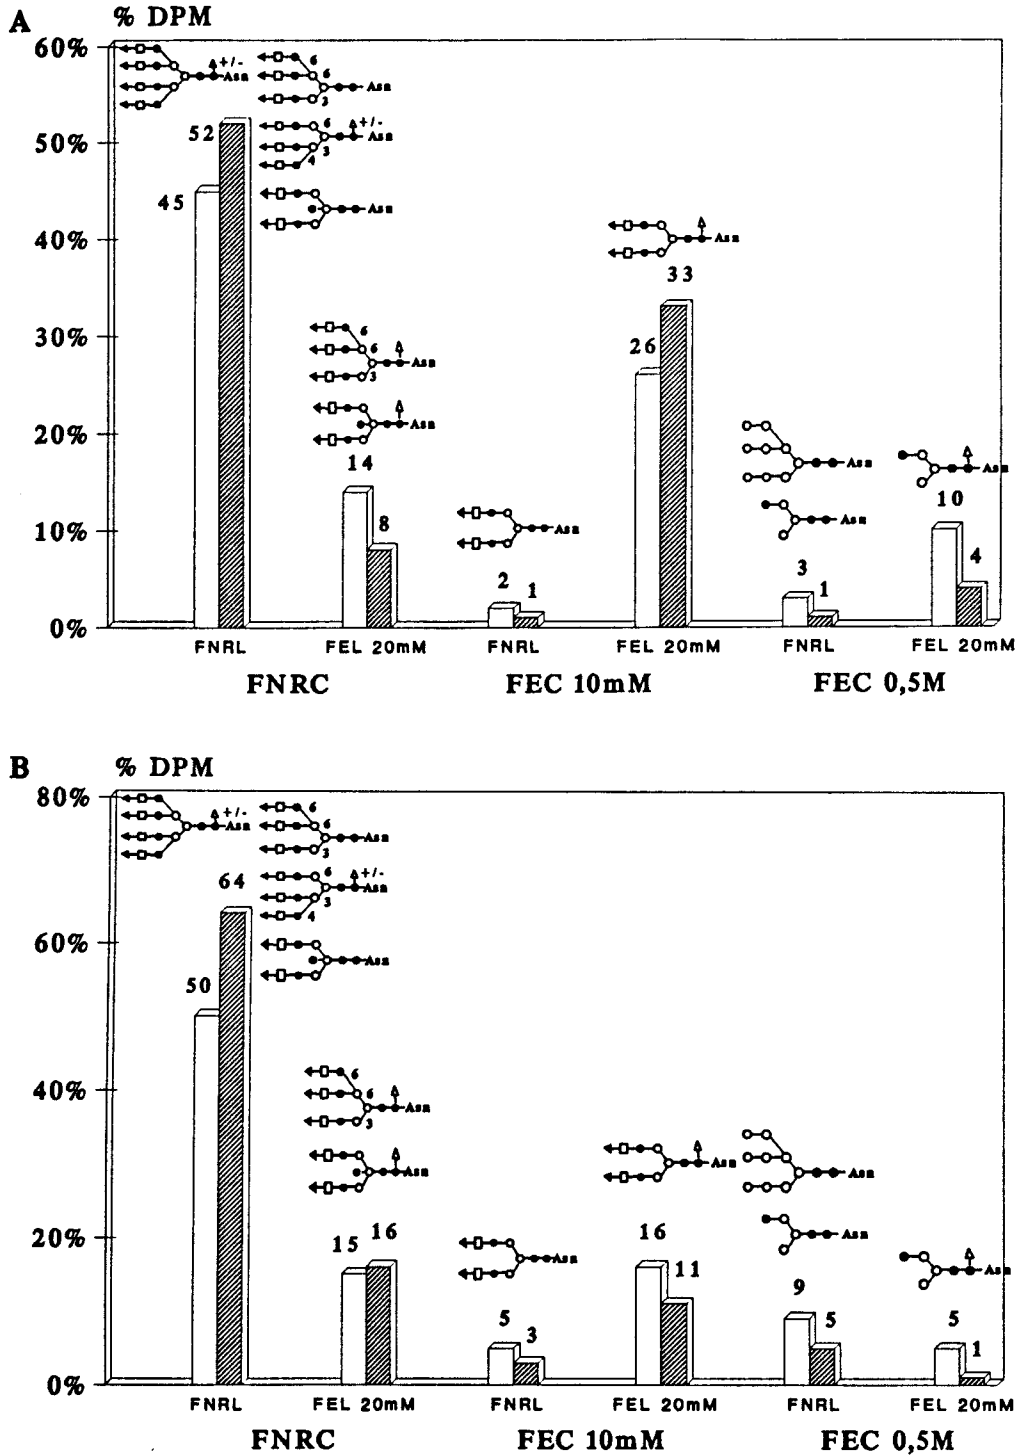 A
% DPM
60%
50%
40%
30%
20%
10%
0%
+/-
Asn
6
6
3
Asn
6
+/-
3
Asn
4
Asn
52
45
6
6
3
Asn
Asn
14
8
Asn
2
1
Asn
33
26
Asn
Asn
3
1
Asn
10
4
FNRL
FEL 20mM
FNRL
FEL 20mM
FNRL
FEL 20mM
FNRC
FEC 10mM
FEC 0,5M
B
% DPM
80%
60%
40%
20%
0%
+/-
Asn
6
6
3
Asn
6
+/-
3
Asn
4
Asn
64
50
6
6
3
Asn
Asn
15
16
Asn
5
3
Asn
16
11
Asn
Asn
9
5
Asn
5
1
FNRL
FEL 20mM
FNRL
FEL 20mM
FNRL
FEL 20mM
FNRC
FEC 10mM
FEC 0,5M